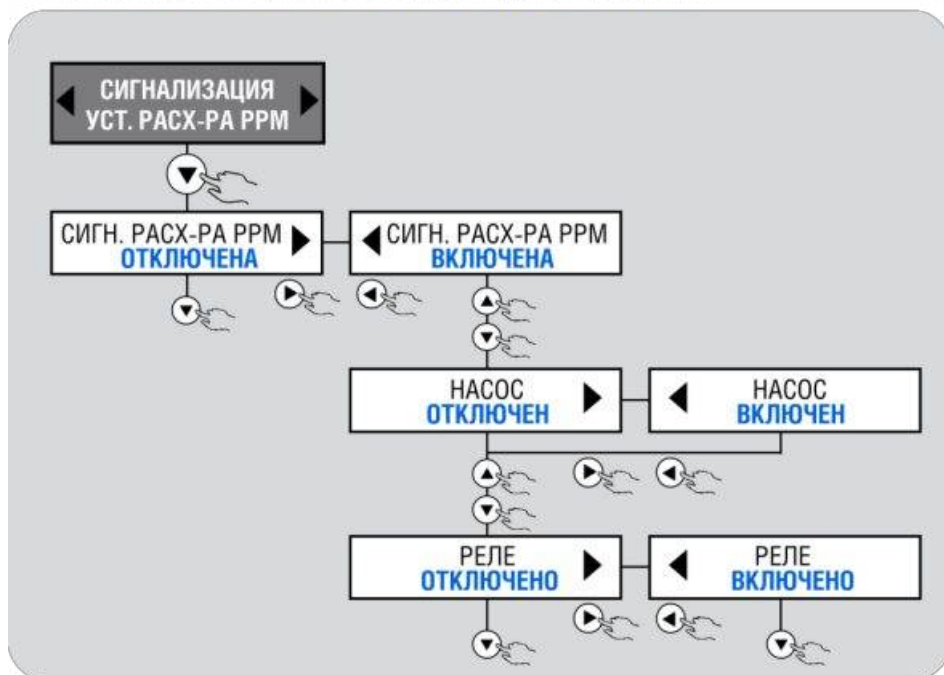 СИГНАЛИЗАЦИЯ
УСТ. РАСХ-РА PPM
СИГН. РАСХ-РА PPM
ОТКЛЮЧЕНА
СИГН. РАСХ-РА PPM
ВКЛЮЧЕНА
НАСОС
ОТКЛЮЧЕН
НАСОС
ВКЛЮЧЕН
РЕЛЕ
ОТКЛЮЧЕНО
РЕЛЕ
ВКЛЮЧЕНО